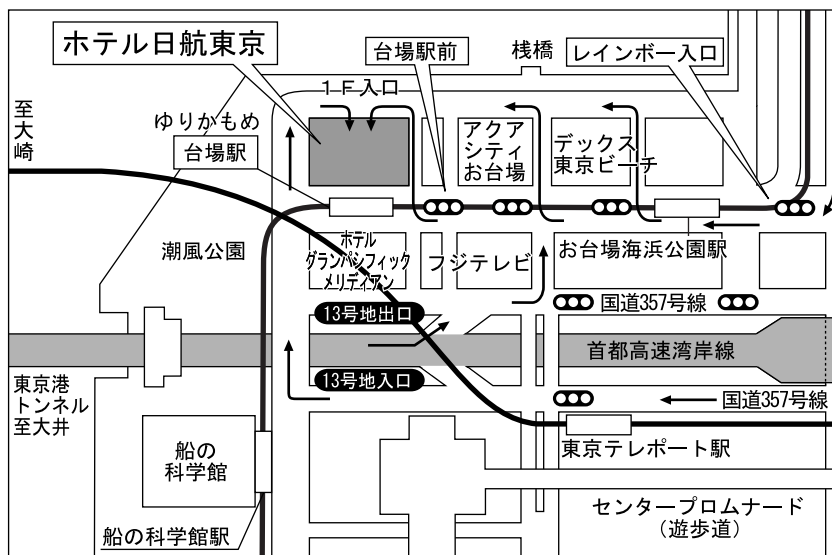 ホテル日航東京
台場駅前
桟橋
レインボー入口
1F入口
至大崎
ゆりかもめ
台場駅
アクア
シティ
お台場
デックス
東京ビーチ
潮風公園
ホテル
グランパシフィック
メリディアン
フジテレビ
お台場海浜公園駅
13号地出口
国道357号線
首都高速湾岸線
13号地入口
東京港
トンネル
至大井
国道357号線
船の
科学館
東京テレポート駅
船の科学館駅
センタープロムナード
(遊歩道)